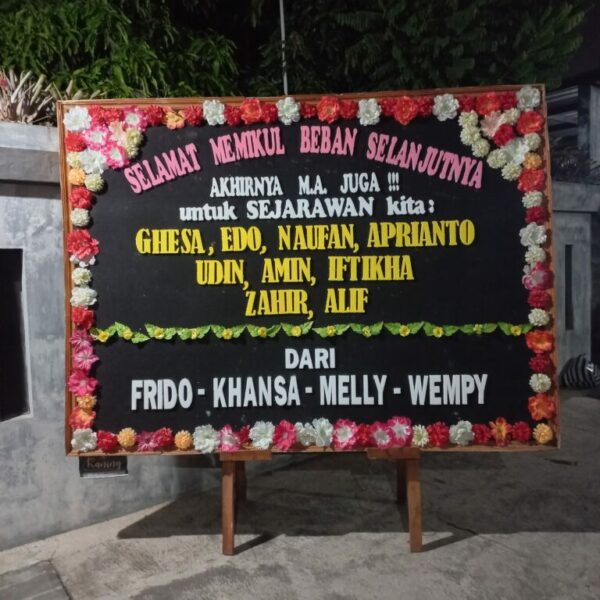 SELAMAT MEMIKUL BEBAN SELANJUTNYA
AKHIRNYA M.A. JUGA !!!
untuk SEJARAWAN kita :
GHESA, EDO, NAUFAN, APRIANTO
UDIN, AMIN, IFTIKHA
ZAHIR, ALIF
DARI
FRIDO - KHANSA - MELLY - WEMPY